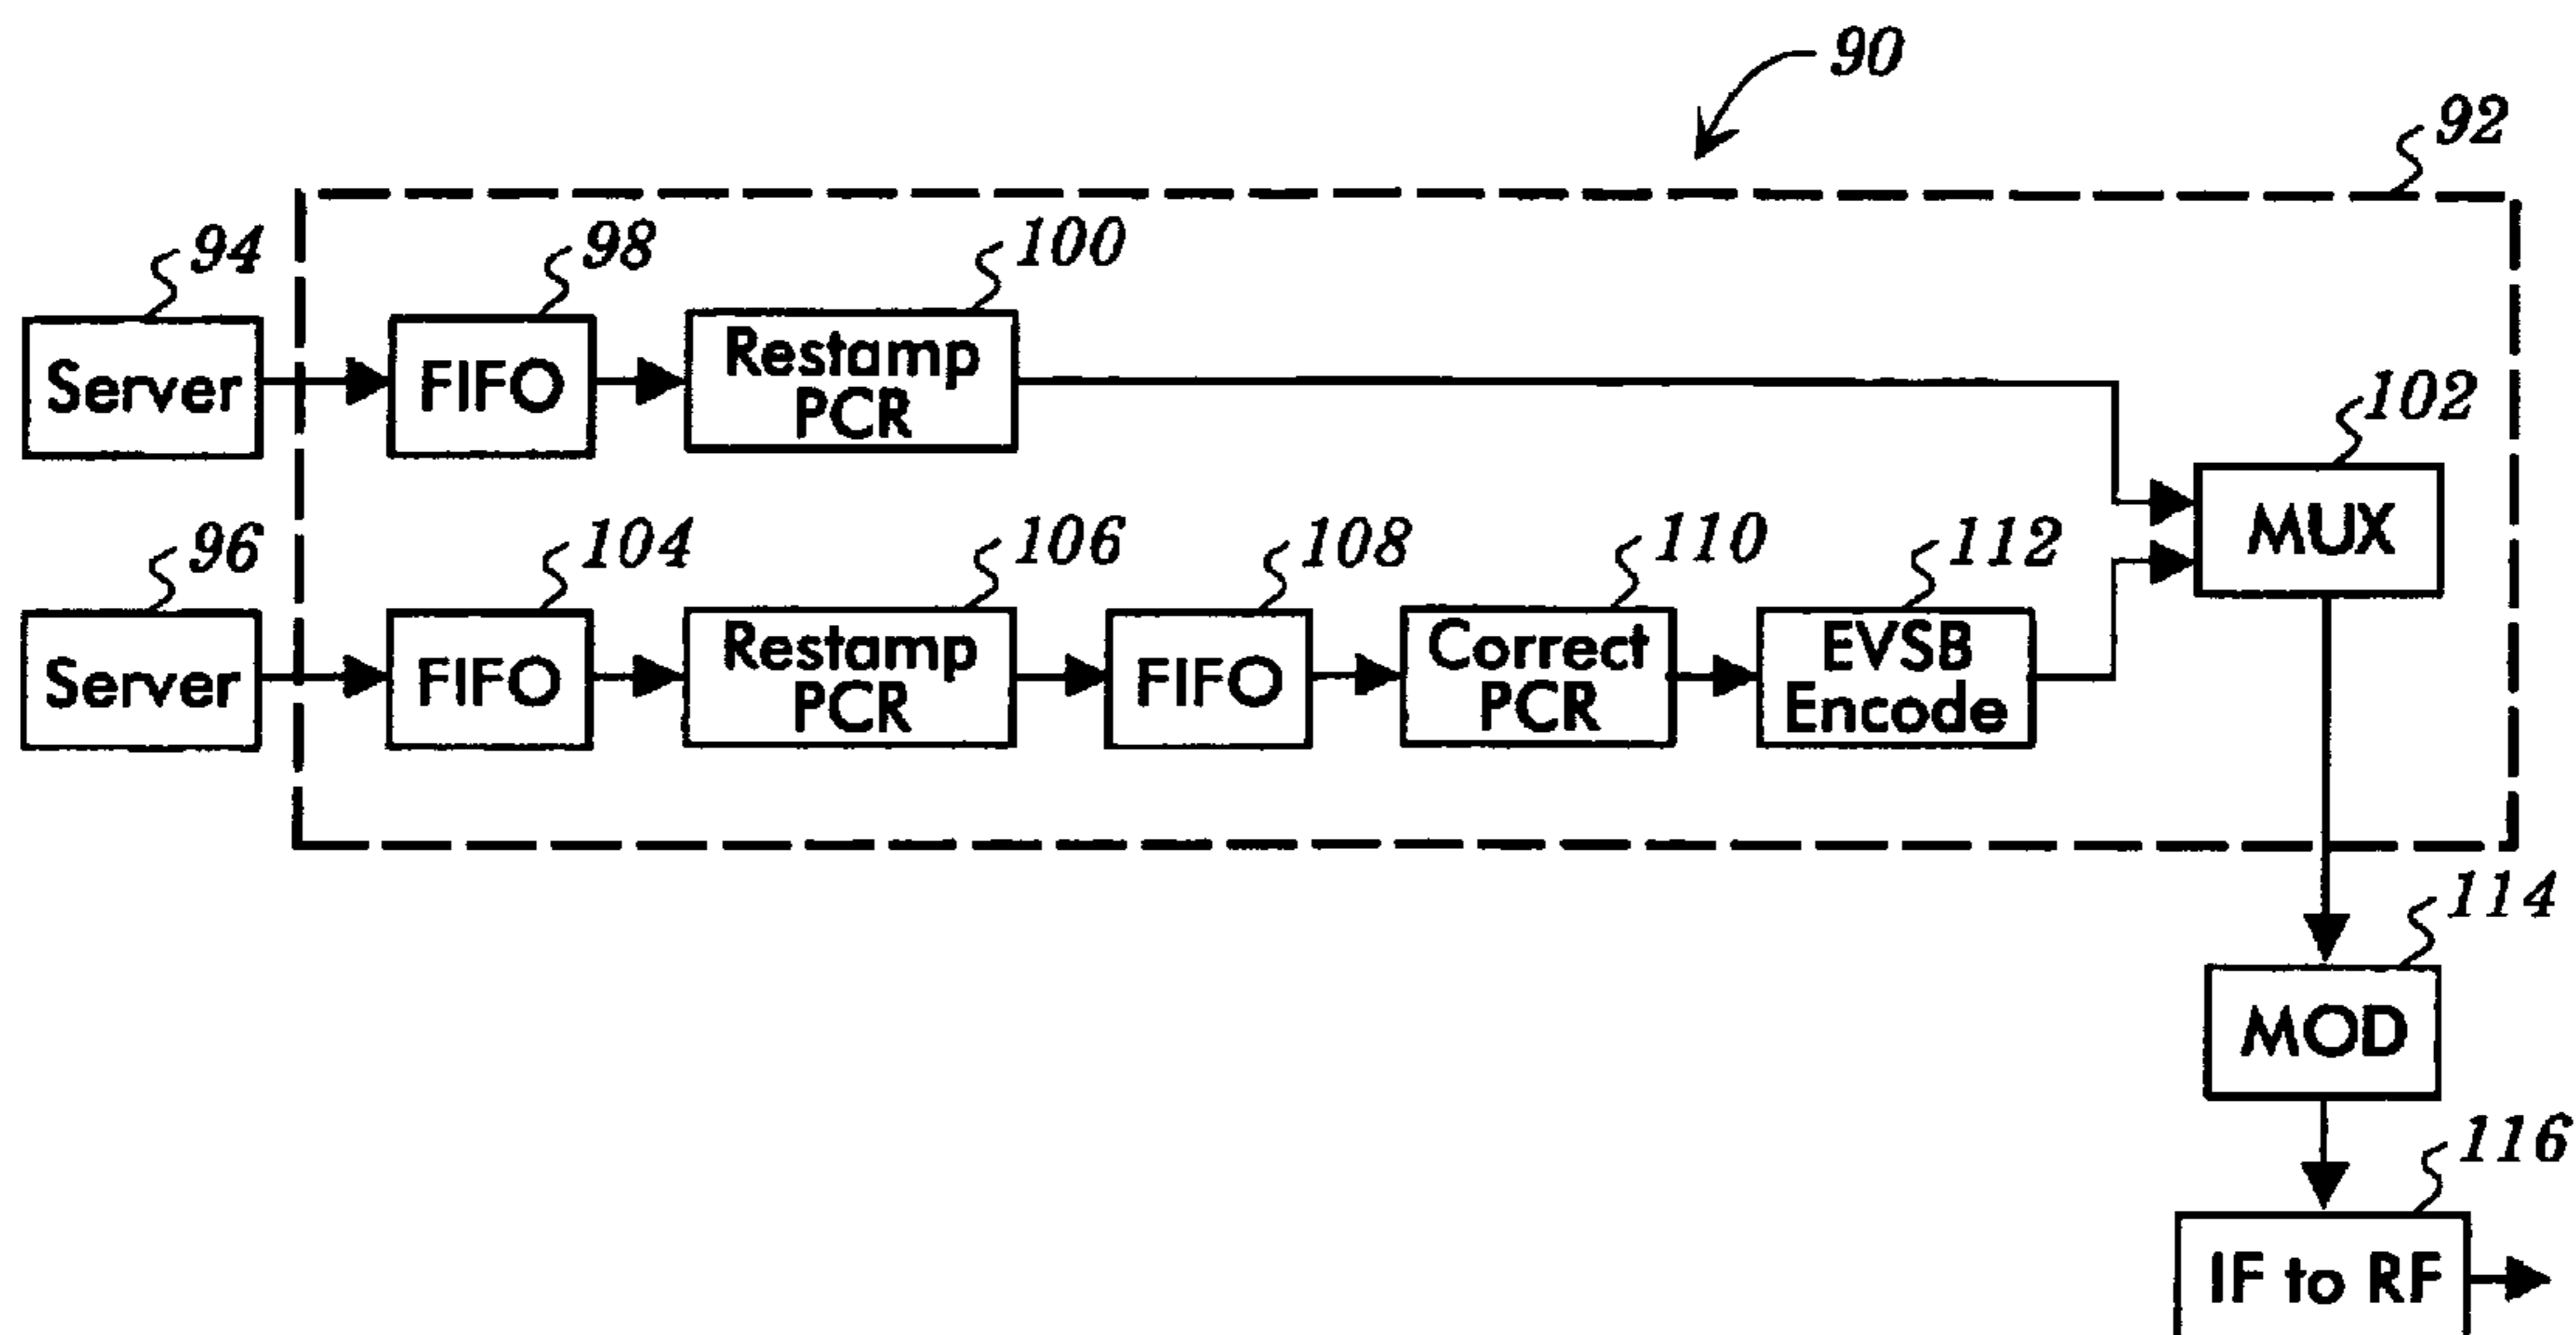 90
92
94
98
100
Server
FIFO
Restamp
PCR
102
MUX
96
104
106
108
110
112
Server
FIFO
Restamp
PCR
FIFO
Correct
PCR
EVSB
Encode
114
MOD
116
IF to RF